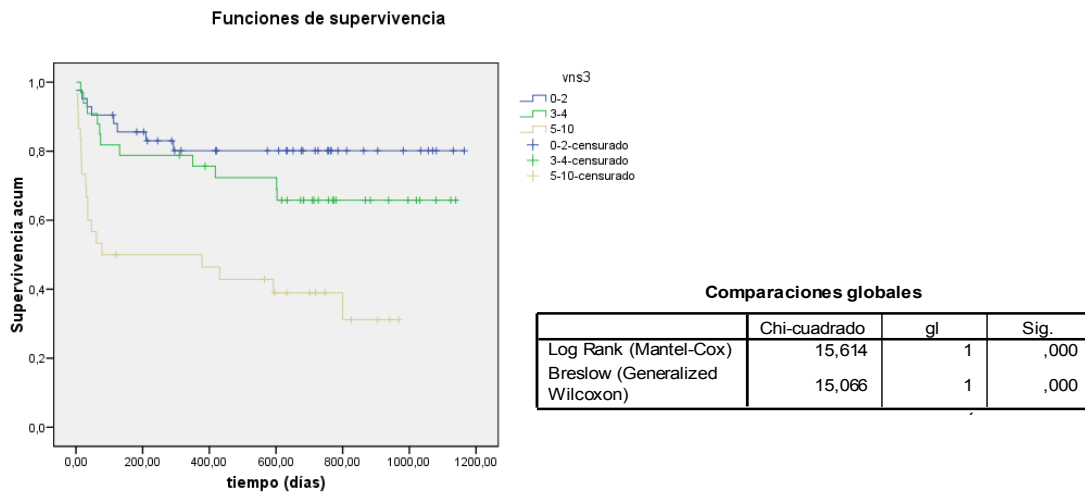 Funciones de supervivencia
vns3
0-2
3-4
5-10
0-2-censurado
3-4-censurado
5-10-censurado
Supervivencia acum
1,0
0,8
0,6
0,4
0,2
0,0
0,00 200,00 400,00 600,00 800,00 1000,00 1200,00
tiempo (días)
Comparaciones globales
Chi-cuadrado gl Sig.
Log Rank (Mantel-Cox) 15,614 1 ,000
Breslow (Generalized
Wilcoxon) 15,066 1 ,000